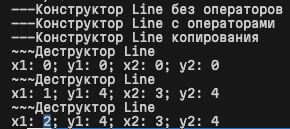 ---Конструктор Line без операторов
---Конструктор Line с операторами
---Конструктор Line копирования
~~~Деструктор Line
x1: 0; y1: 0; x2: 0; y2: 0
~~~Деструктор Line
x1: 1; y1: 4; x2: 3; y2: 4
~~~Деструктор Line
x1: 2; y1: 4; x2: 3; y2: 4